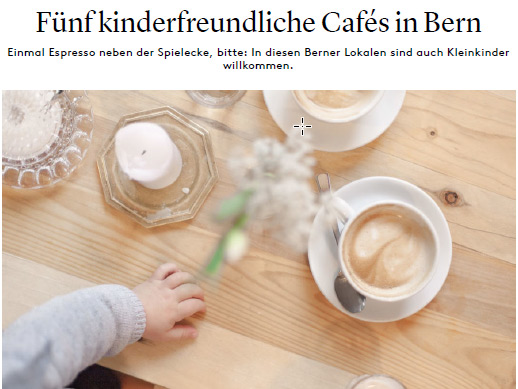 Fünf kinderfreundliche Cafés in Bern
Einmal Espresso neben der Spielecke, bitte: In diesen Berner Lokalen sind auch Kleinkinder
willkommen.